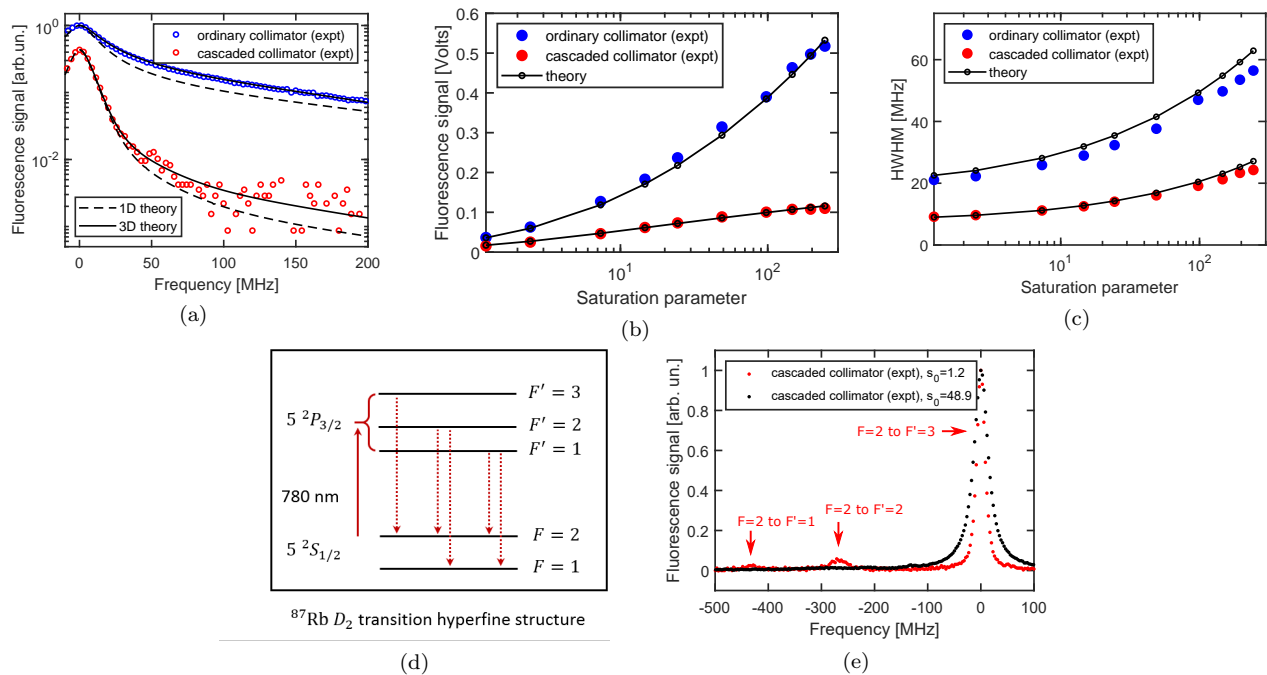 10^0
10^-2
Fluorescence signal [arb.un.]
ordinary collimator (expt)
cascaded collimator (expt)
1D theory
3D theory
0 50 100 150 200
Frequency [MHz]
(a)
0.6
0.5
0.4
0.3
0.2
0.1
0
Fluorescence signal [Volts]
ordinary collimator (expt)
cascaded collimator (expt)
theory
10^1 10^2
Saturation parameter
(b)
60
40
20
0
HWHM [MHz]
ordinary collimator (expt)
cascaded collimator (expt)
theory
10^1 10^2
Saturation parameter
(c)
F′ = 3
5 ²P₃/₂
F′ = 2
F′ = 1
780 nm
5 ²S₁/₂
F = 2
F = 1
⁸⁷Rb D₂ transition hyperfine structure
(d)
1
0.8
0.6
0.4
0.2
0
Fluorescence signal [arb. un.]
cascaded collimator (expt), s₀=1.2
cascaded collimator (expt), s₀=48.9
F=2 to F'=3
F=2 to F'=1
F=2 to F'=2
-500 -400 -300 -200 -100 0 100
Frequency [MHz]
(e)